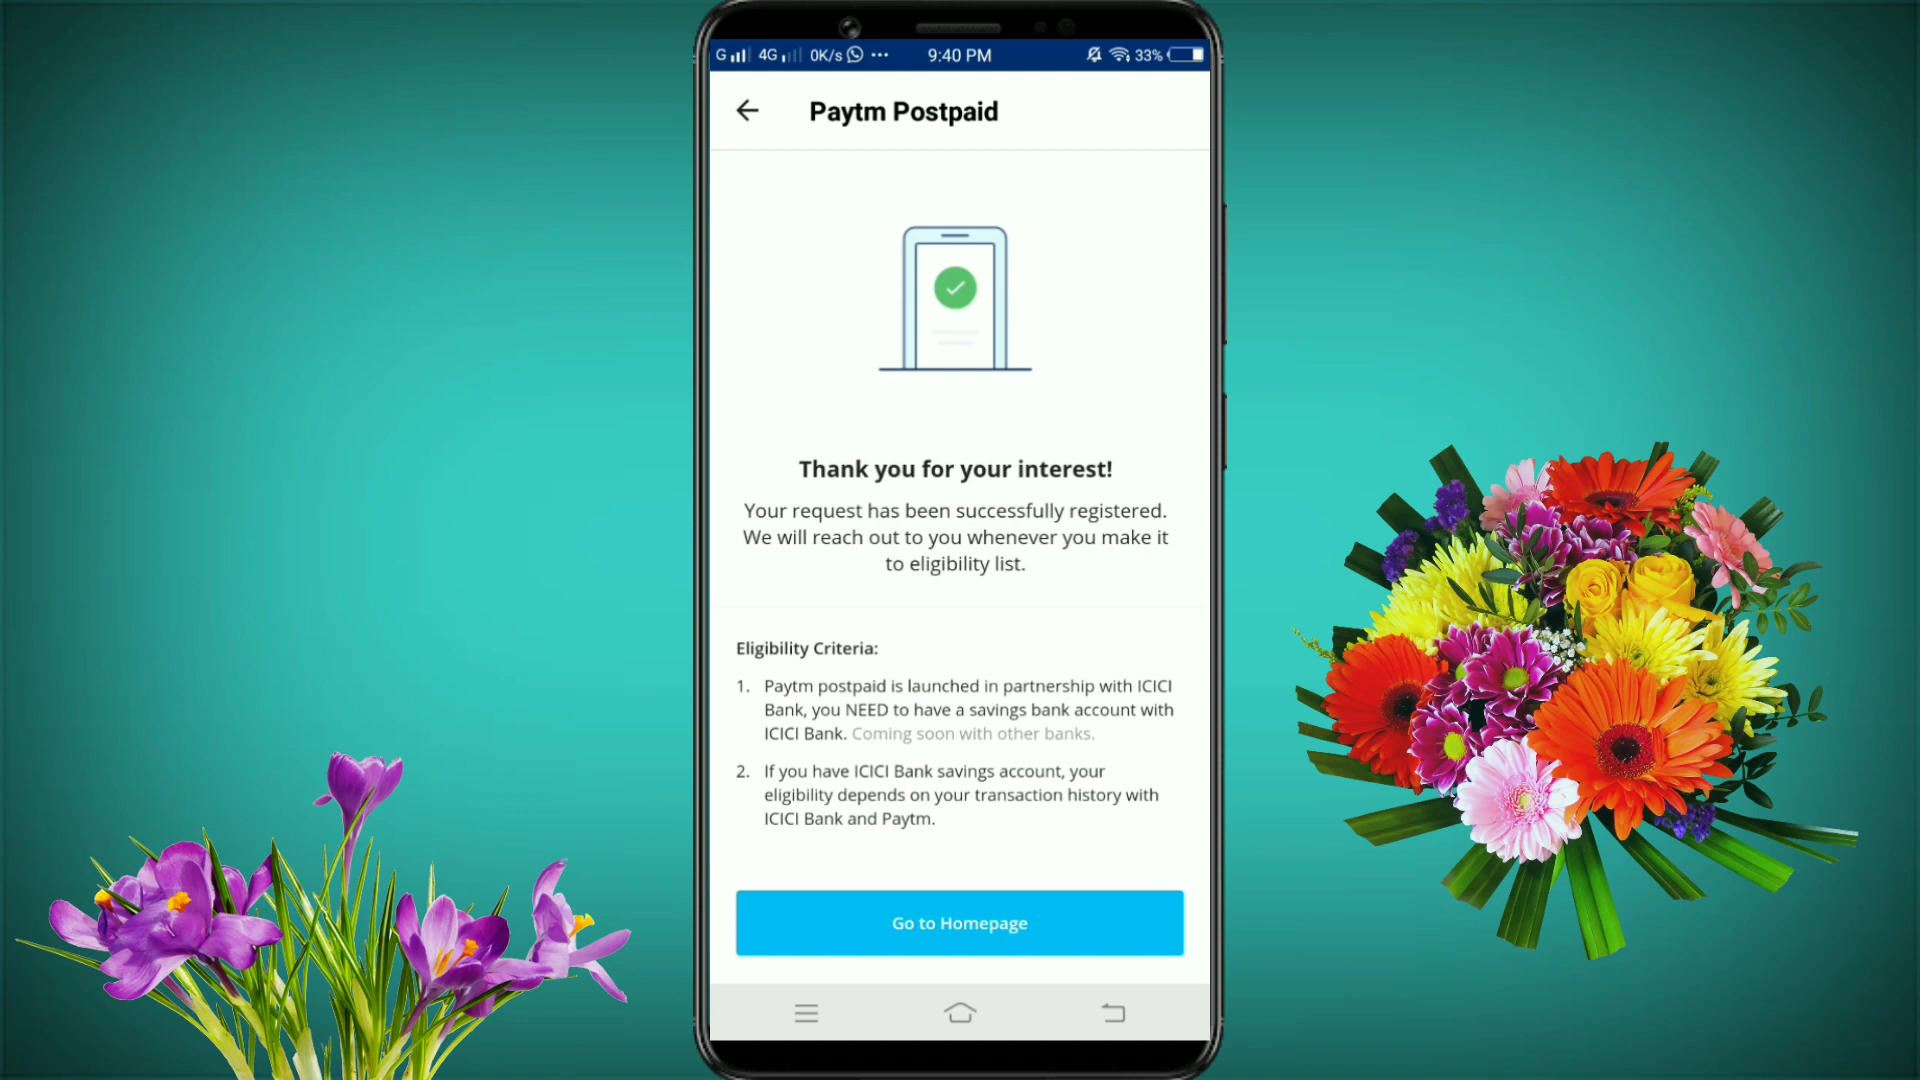 G 4G 0K/s 9:40 PM 33%
Paytm Postpaid
Thank you for your interest!
Your request has been successfully registered.
We will reach out to you whenever you make it
to eligibility list.
Eligibility Criteria:
1. Paytm postpaid is launched in partnership with ICICI
Bank, you NEED to have a savings bank account with
ICICI Bank. Coming soon with other banks.
2. If you have ICICI Bank savings account, your
eligibility depends on your transaction history with
ICICI Bank and Paytm.
Go to Homepage